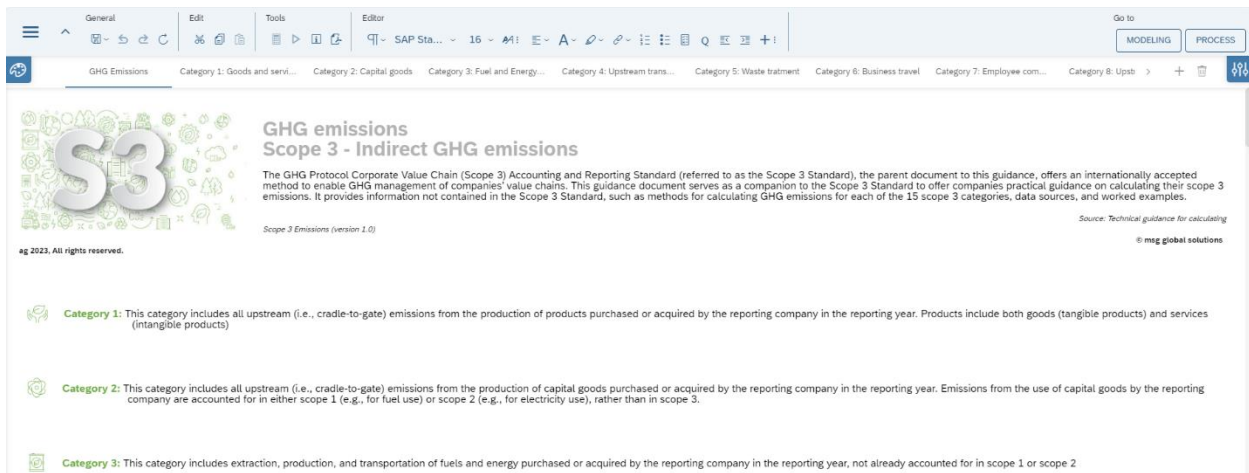 General Edit Tools Editor Go to
SAP Sta... 16 MODELING PROCESS
GHG Emissions Category 1: Goods and servi... Category 2: Capital goods Category 3: Fuel and Energy... Category 4: Upstream trans... Category 5: Waste tratment Category 6: Business travel Category 7: Employee com... Category 8: Upst
S3
GHG emissions
Scope 3 - Indirect GHG emissions
The GHG Protocol Corporate Value Chain (Scope 3) Accounting and Reporting Standard (referred to as the Scope 3 Standard), the parent document to this guidance, offers an internationally accepted
method to enable GHG management of companies' value chains. This guidance document serves as a companion to the Scope 3 Standard to offer companies practical guidance on calculating their scope 3
emissions. It provides information not contained in the Scope 3 Standard, such as methods for calculating GHG emissions for each of the 15 scope 3 categories, data sources, and worked examples.
Source: Technical guidance for calculating
Scope 3 Emissions (version 1.0)
© msg global solutions
ag 2023, All rights reserved.
Category 1: This category includes all upstream (i.e., cradle-to-gate) emissions from the production of products purchased or acquired by the reporting company in the reporting year. Products include both goods (tangible products) and services
(intangible products)
Category 2: This category includes all upstream (i.e., cradle-to-gate) emissions from the production of capital goods purchased or acquired by the reporting company in the reporting year. Emissions from the use of capital goods by the reporting
company are accounted for in either scope 1 (e.g., for fuel use) or scope 2 (e.g., for electricity use), rather than in scope 3.
Category 3: This category includes extraction, production, and transportation of fuels and energy purchased or acquired by the reporting company in the reporting year, not already accounted for in scope 1 or scope 2